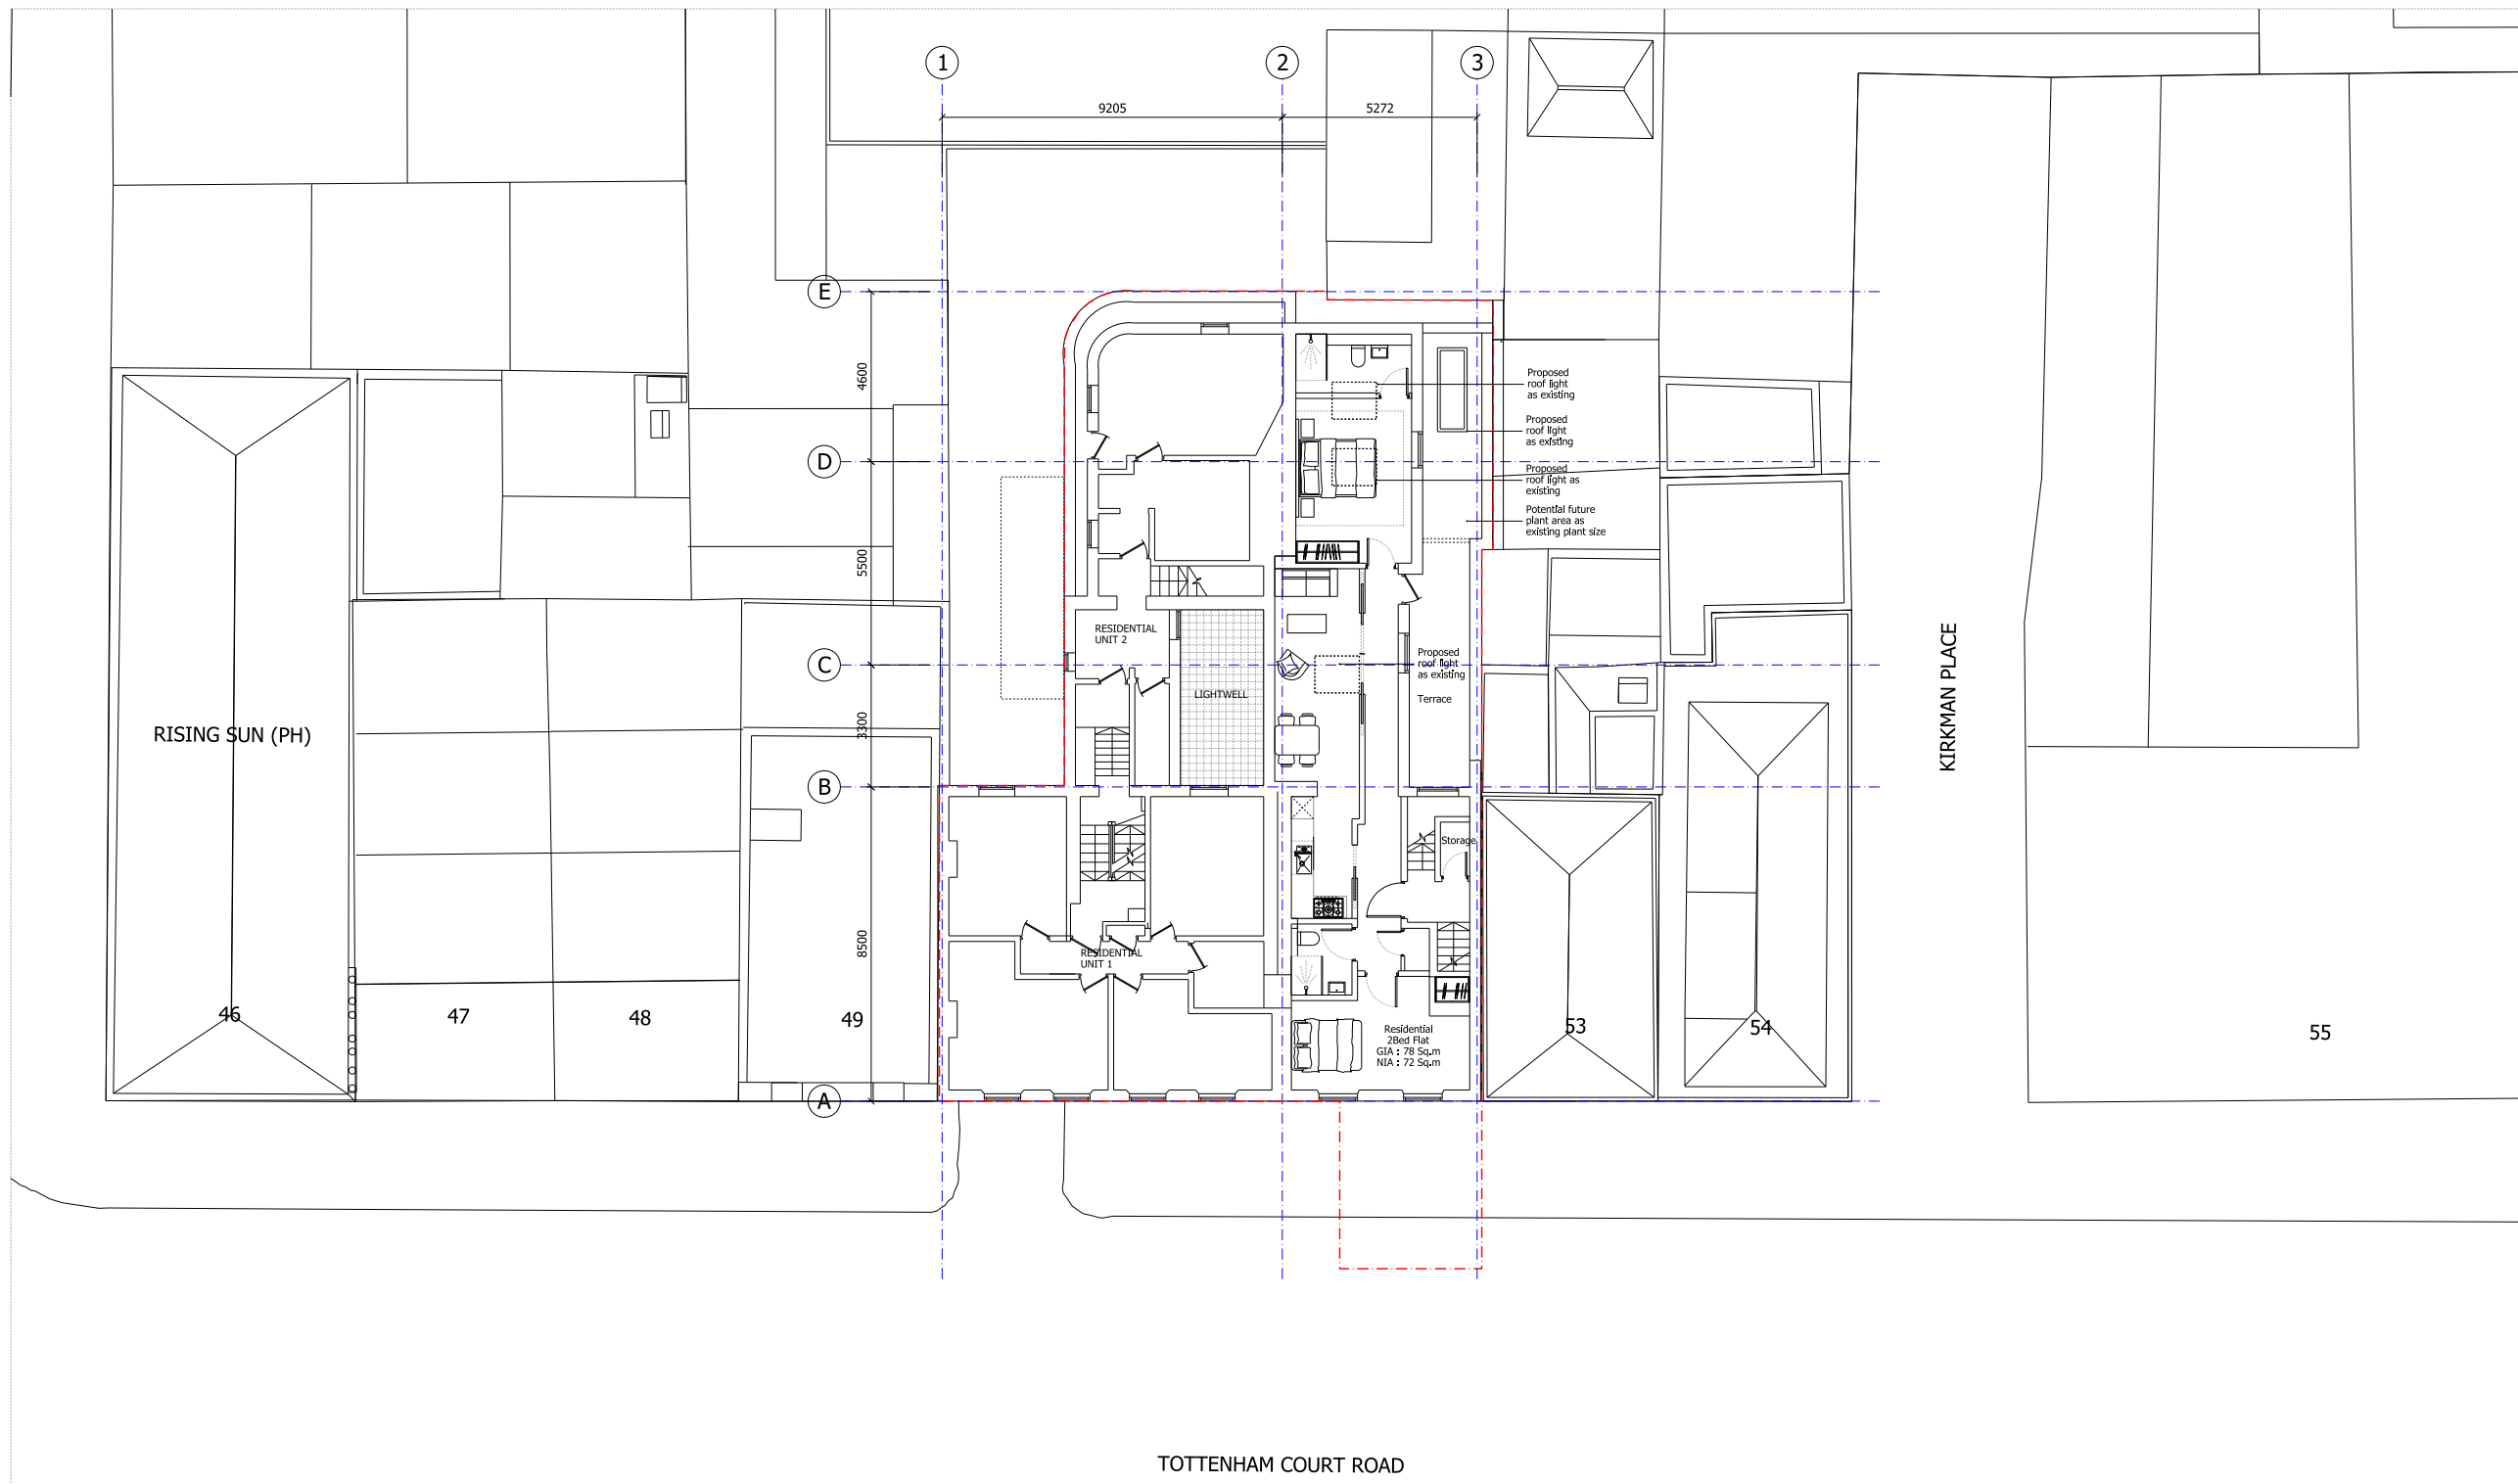 1
2
3
9205
5272
E
4600
Proposed
roof light
as existing
Proposed
roof light
as existing
D
Proposed
roof light as
existing
Potential future
plant area as
existing plant size
5500
RESIDENTIAL
UNIT 2
C
Proposed
roof light
as existing
Terrace
LIGHTWELL
KIRKMAN PLACE
RISING SUN (PH)
3300
B
Storage
8500
RESIDENTIAL
UNIT 1
46
47
48
49
Residential
2Bed Flat
GIA : 78 Sq.m
NIA : 72 Sq.m
53
54
55
A
TOTTENHAM COURT ROAD